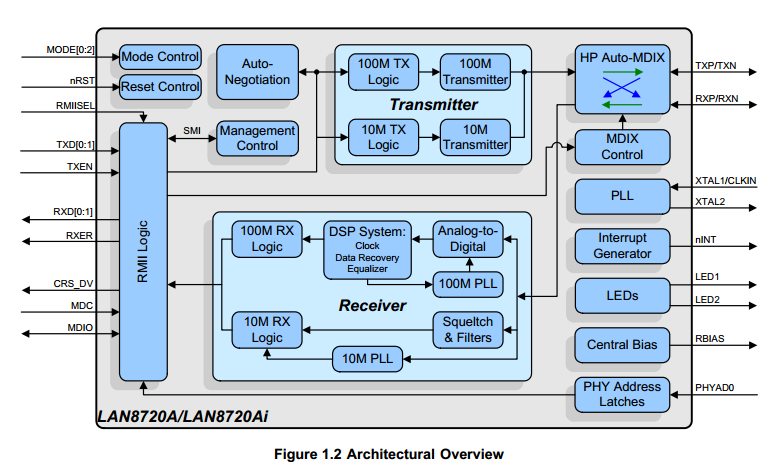 MODE[0:2]
nRST
RMIISEL
TXD[0:1]
TXEN
RXD[0:1]
RXER
CRS_DV
MDC
MDIO
Mode Control
Reset Control
Auto-
Negotiation
SMI
Management
Control
RMII Logic
100M TX
Logic
100M
Transmitter
Transmitter
10M TX
Logic
10M
Transmitter
HP Auto-MDIX
MDIX
Control
PLL
Interrupt
Generator
LEDs
Central Bias
PHY Address
Latches
100M RX
Logic
DSP System:
Clock
Data Recovery
Equalizer
Analog-to-
Digital
100M PLL
Receiver
10M RX
Logic
Squeltch
& Filters
10M PLL
TXP/TXN
RXP/RXN
XTAL1/CLKIN
XTAL2
nINT
LED1
LED2
RBIAS
PHYAD0
LAN8720A/LAN8720Ai
Figure 1.2 Architectural Overview